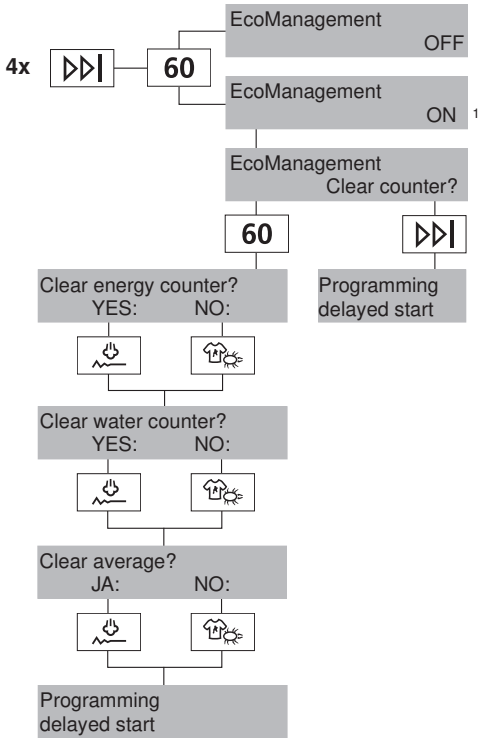 EcoManagement
OFF
4x
60
EcoManagement
ON 1
EcoManagement
Clear counter?
60
Clear energy counter?
YES: NO:
Programming
delayed start
Clear water counter?
YES: NO:
Clear average?
JA: NO:
Programming
delayed start